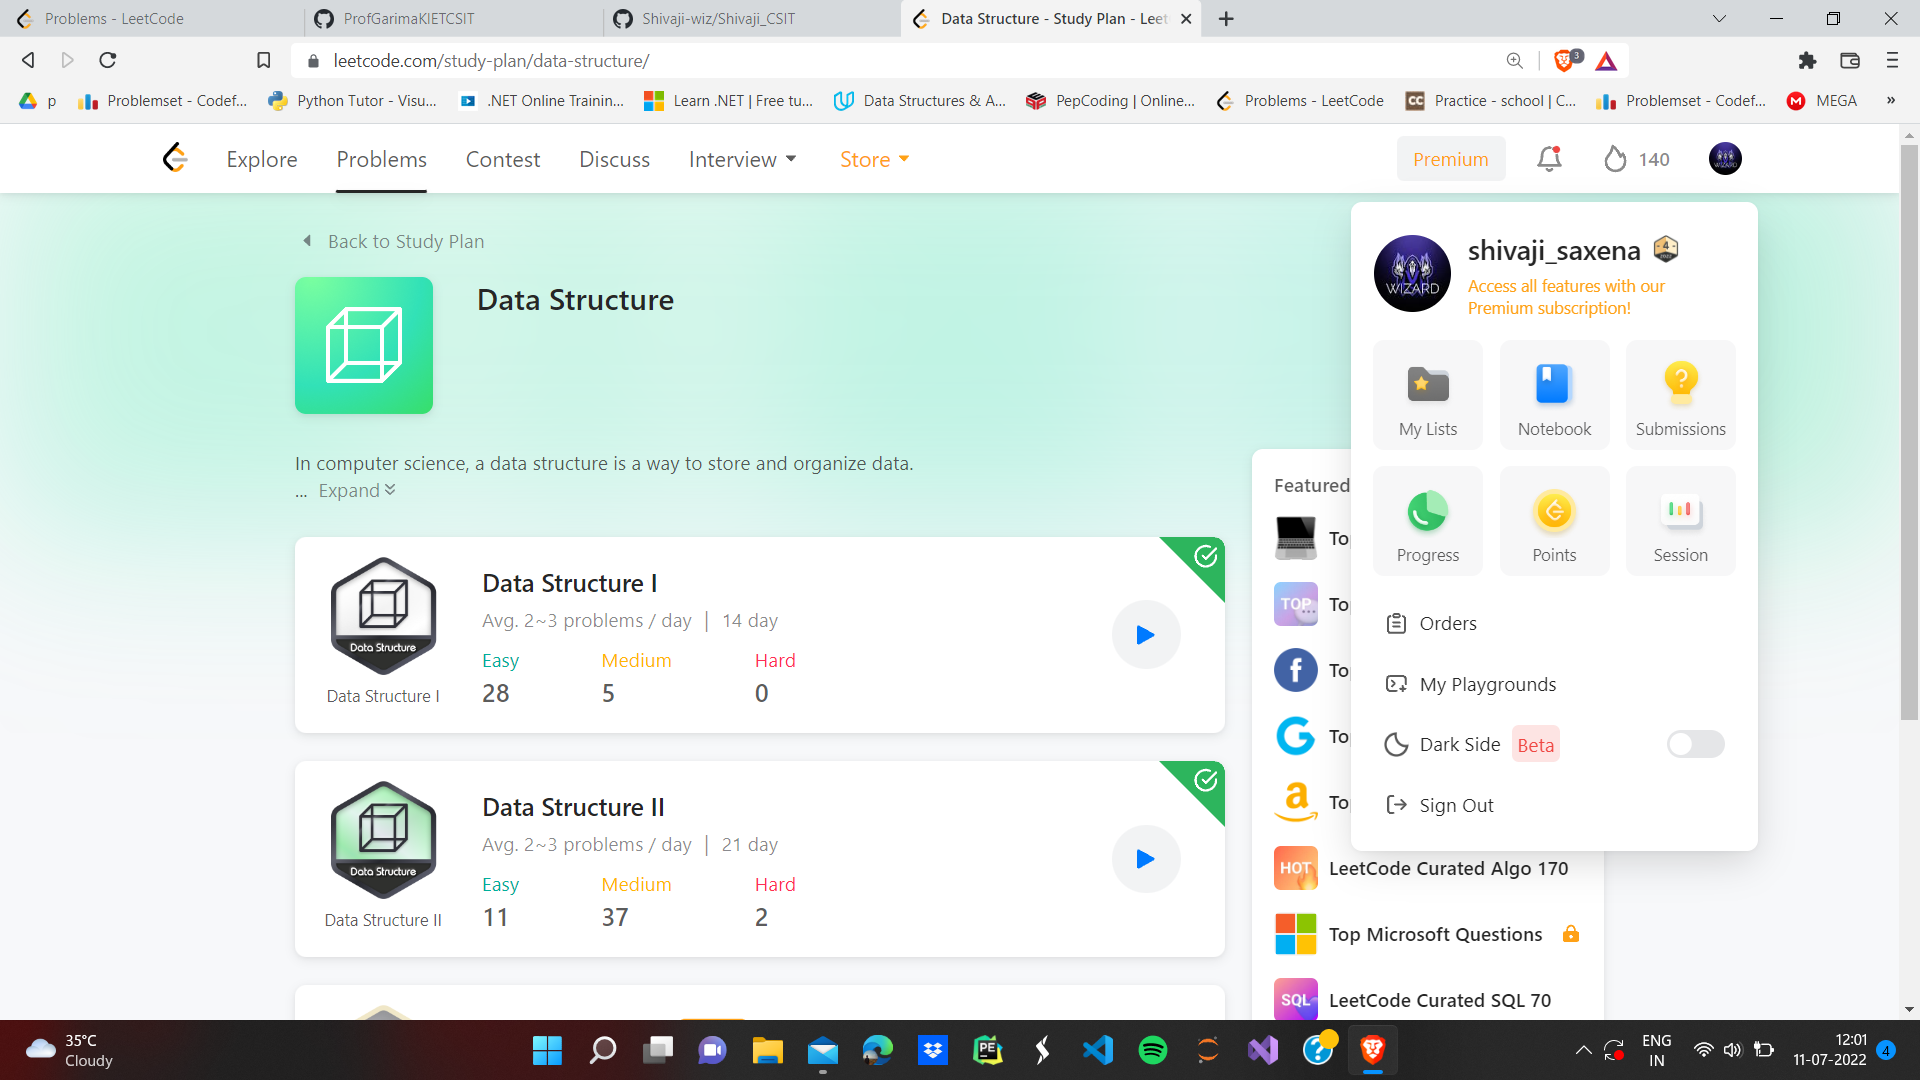 Problems - LeetCode
ProfGarimaKIETCSIT
Shivaji-wiz/Shivaji_CSIT
Data Structure - Study Plan - Leet
leetcode.com/study-plan/data-structure/
3
p
Problemset - Codef...
Python Tutor - Visu...
.NET Online Trainin...
Learn .NET | Free tu...
Data Structures & A...
PepCoding | Online...
Problems - LeetCode
CC
Practice - school | C...
Problemset - Codef...
M
MEGA
»
Explore
Problems
Contest
Discuss
Interview
Store
Premium
140
Back to Study Plan
Data Structure
In computer science, a data structure is a way to store and organize data.
... Expand
Data Structure
Data Structure I
Data Structure I
Avg. 2~3 problems / day | 14 day
Easy Medium Hard
28 5 0
Data Structure
Data Structure II
Data Structure II
Avg. 2~3 problems / day | 21 day
Easy Medium Hard
11 37 2
Featured
To
TOP
To
To
To
To
HOT
LeetCode Curated Algo 170
Top Microsoft Questions
SQL
LeetCode Curated SQL 70
WIZARD
shivaji_saxena
4
Access all features with our
Premium subscription!
My Lists
Notebook
Submissions
Progress
Points
Session
Orders
My Playgrounds
Dark Side Beta
Sign Out
35°C
Cloudy
PE
ENG
IN
12:01
11-07-2022
4